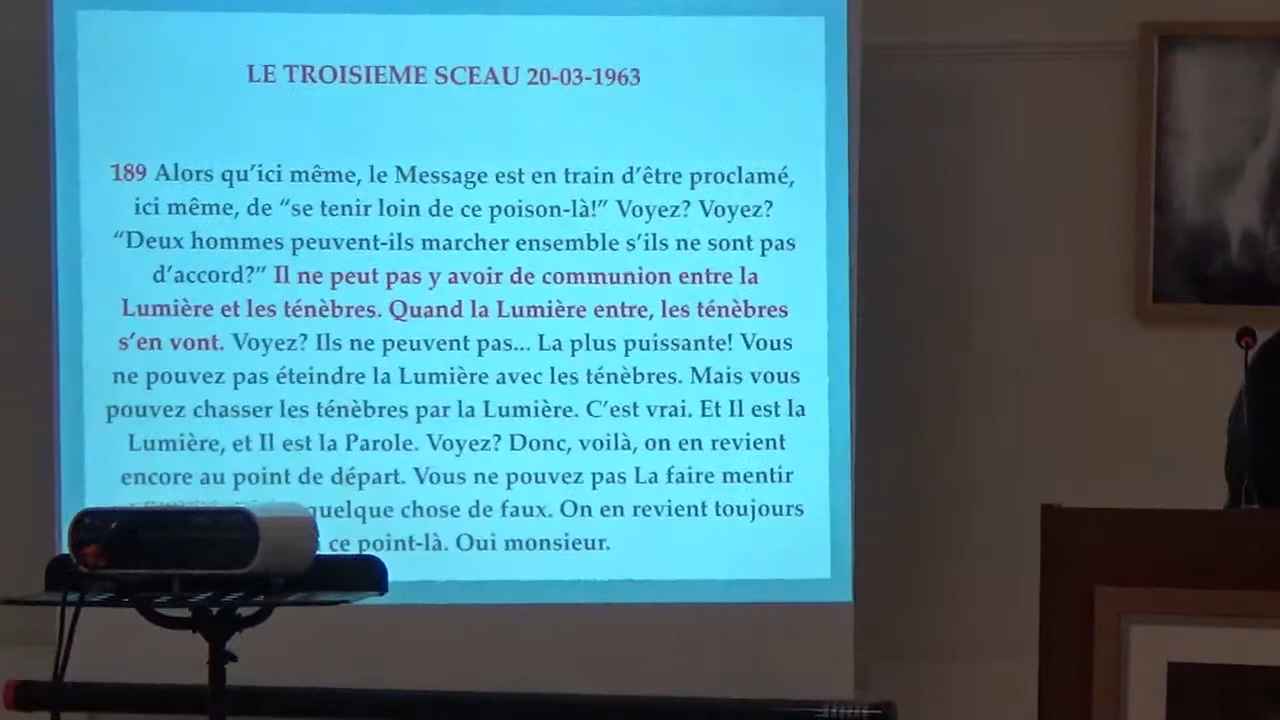 LE TROISIEME SCEAU 20-03-1963
189 Alors qu’ici même, le Message est en train d’être proclamé,
ici même, de “se tenir loin de ce poison-là!” Voyez? Voyez?
“Deux hommes peuvent-ils marcher ensemble s’ils ne sont pas
d’accord?” Il ne peut pas y avoir de communion entre la
Lumière et les ténèbres. Quand la Lumière entre, les ténèbres
s’en vont. Voyez? Ils ne peuvent pas... La plus puissante! Vous
ne pouvez pas éteindre la Lumière avec les ténèbres. Mais vous
pouvez chasser les ténèbres par la Lumière. C’est vrai. Et Il est la
Lumière, et Il est la Parole. Voyez? Donc, voilà, on en revient
encore au point de départ. Vous ne pouvez pas La faire mentir
quelque chose de faux. On en revient toujours
ce point-là. Oui monsieur.